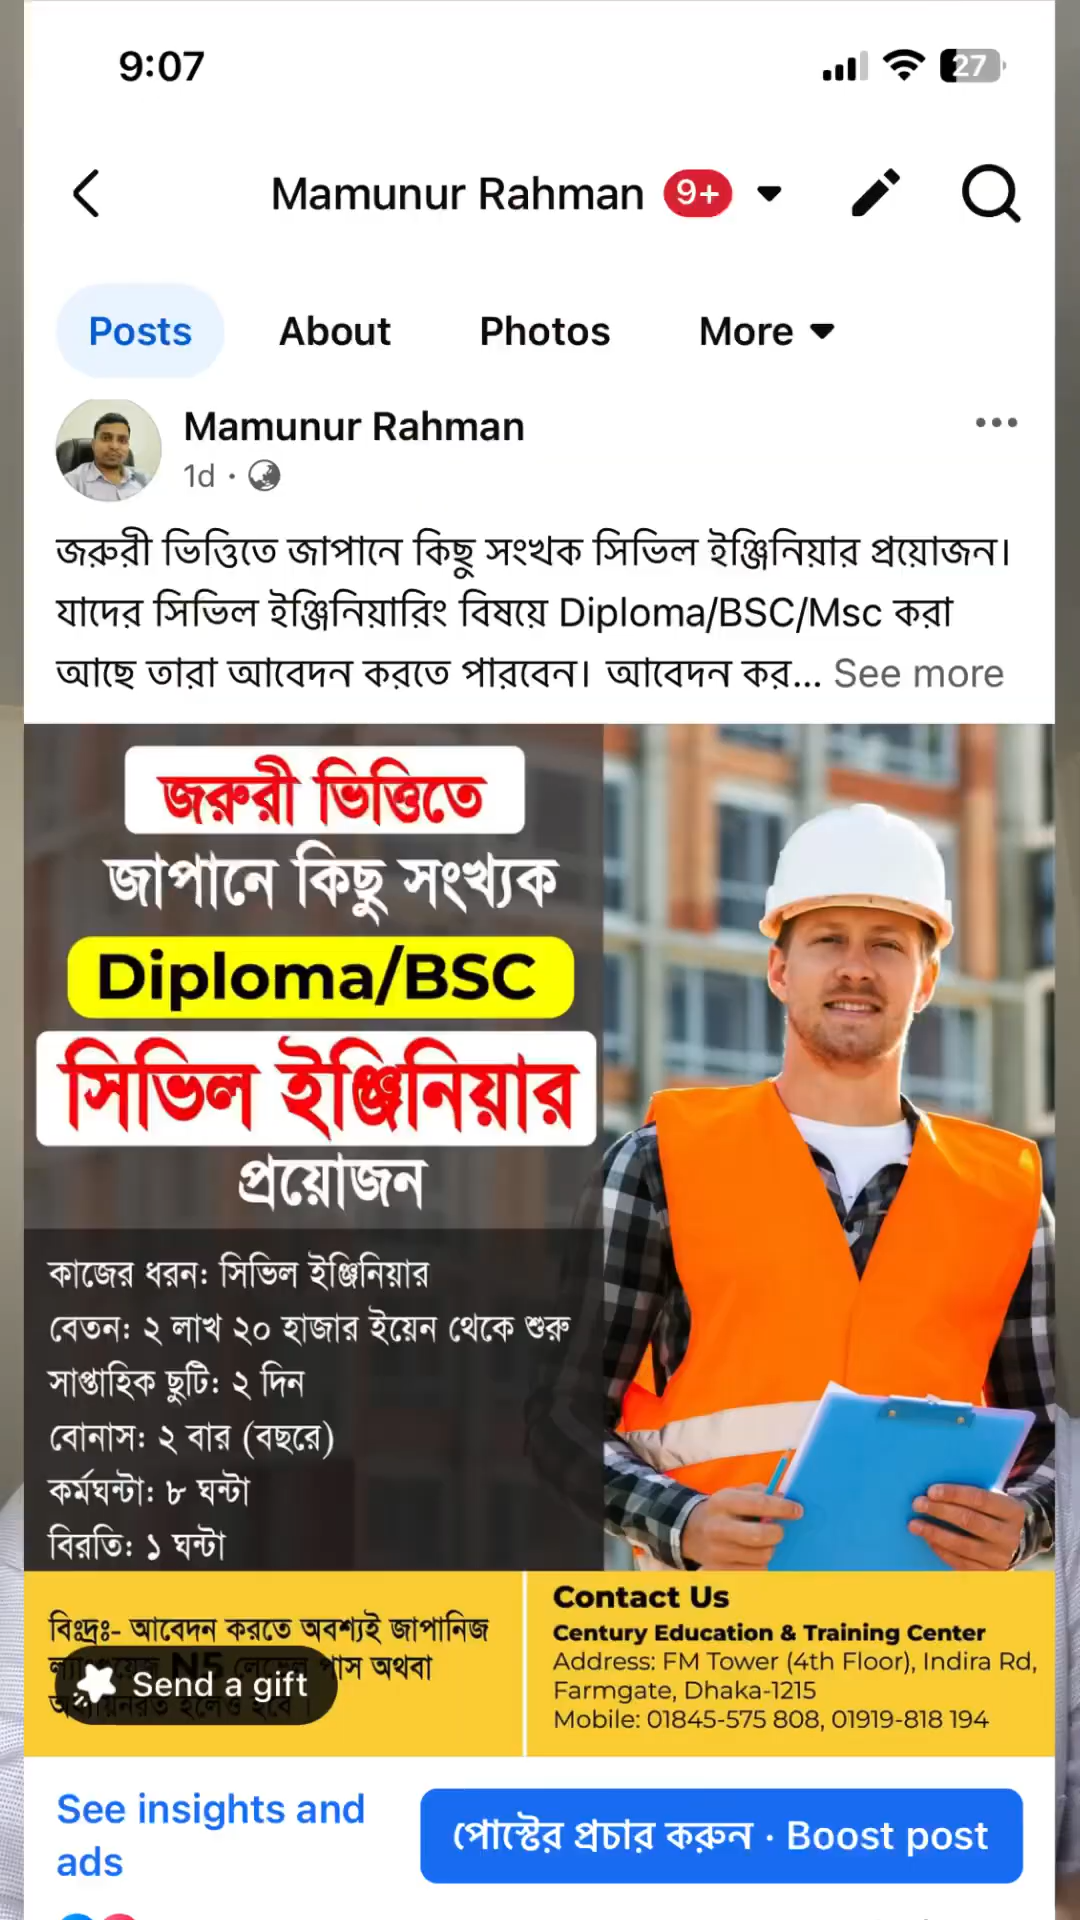 9:07
27
Mamunur Rahman 9+
Posts About Photos More
Mamunur Rahman
1d ·
জরুরী ভিত্তিতে জাপানে কিছু সংখক সিভিল ইঞ্জিনিয়ার প্রয়োজন।
যাদের সিভিল ইঞ্জিনিয়ারিং বিষয়ে Diploma/BSC/Msc করা
আছে তারা আবেদন করতে পারবেন। আবেদন কর... See more
জরুরী ভিত্তিতে
জাপানে কিছু সংখ্যক
Diploma/BSC
সিভিল ইঞ্জিনিয়ার
প্রয়োজন
কাজের ধরন: সিভিল ইঞ্জিনিয়ার
বেতন: ২ লাখ ২০ হাজার ইয়েন থেকে শুরু
সাপ্তাহিক ছুটি: ২ দিন
বোনাস: ২ বার (বছরে)
কর্মঘন্টা: ৮ ঘন্টা
বিরতি: ১ ঘন্টা
বিঃদ্রঃ- আবেদন করতে অবশ্যই জাপানিজ
N5 লেভেল পাস অথবা
হলেও হবে।
Send a gift
Contact Us
Century Education & Training Center
Address: FM Tower (4th Floor), Indira Rd,
Farmgate, Dhaka-1215
Mobile: 01845-575 808, 01919-818 194
See insights and
ads
পোস্টের প্রচার করুন · Boost post